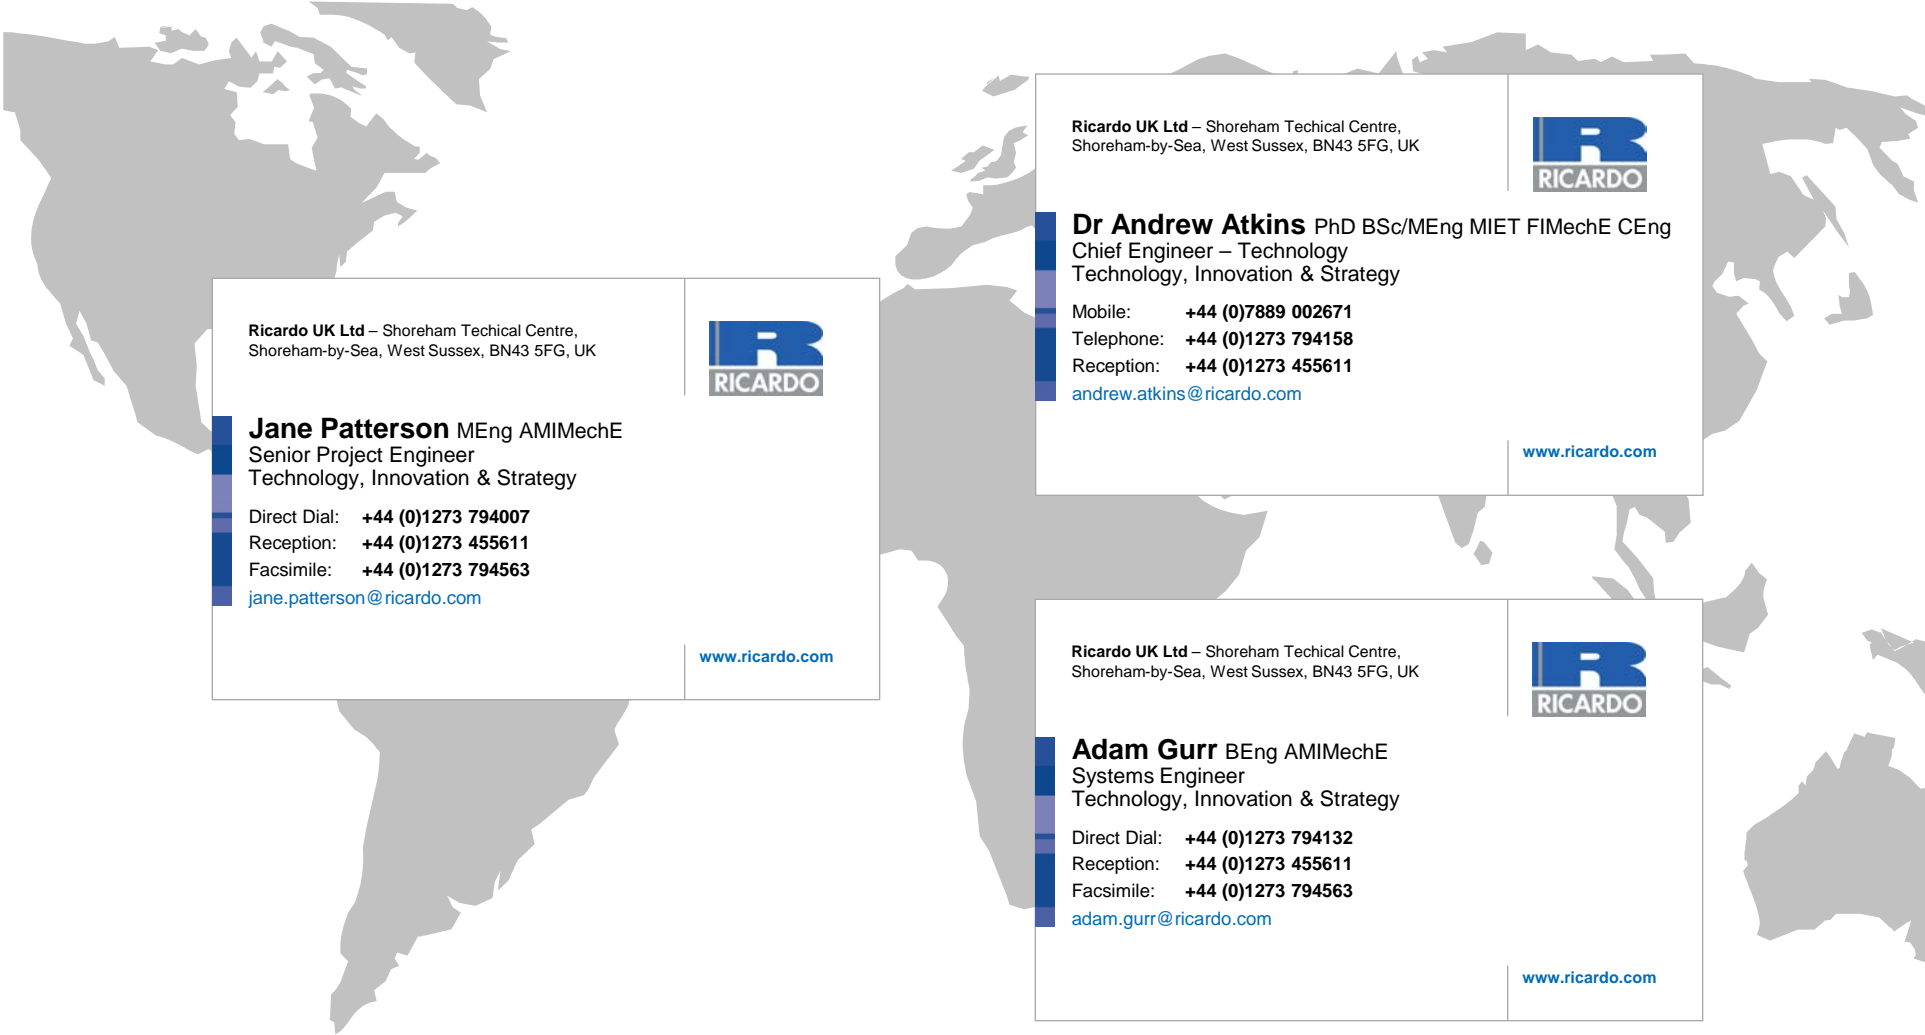 Ricardo UK Ltd – Shoreham Techical Centre,
Shoreham-by-Sea, West Sussex, BN43 5FG, UK
RICARDO
Jane Patterson MEng AMIMechE
Senior Project Engineer
Technology, Innovation & Strategy
Direct Dial: +44 (0)1273 794007
Reception: +44 (0)1273 455611
Facsimile: +44 (0)1273 794563
jane.patterson@ricardo.com
www.ricardo.com
Ricardo UK Ltd – Shoreham Techical Centre,
Shoreham-by-Sea, West Sussex, BN43 5FG, UK
RICARDO
Dr Andrew Atkins PhD BSc/MEng MIET FIMechE CEng
Chief Engineer – Technology
Technology, Innovation & Strategy
Mobile: +44 (0)7889 002671
Telephone: +44 (0)1273 794158
Reception: +44 (0)1273 455611
andrew.atkins@ricardo.com
www.ricardo.com
Ricardo UK Ltd – Shoreham Techical Centre,
Shoreham-by-Sea, West Sussex, BN43 5FG, UK
RICARDO
Adam Gurr BEng AMIMechE
Systems Engineer
Technology, Innovation & Strategy
Direct Dial: +44 (0)1273 794132
Reception: +44 (0)1273 455611
Facsimile: +44 (0)1273 794563
adam.gurr@ricardo.com
www.ricardo.com